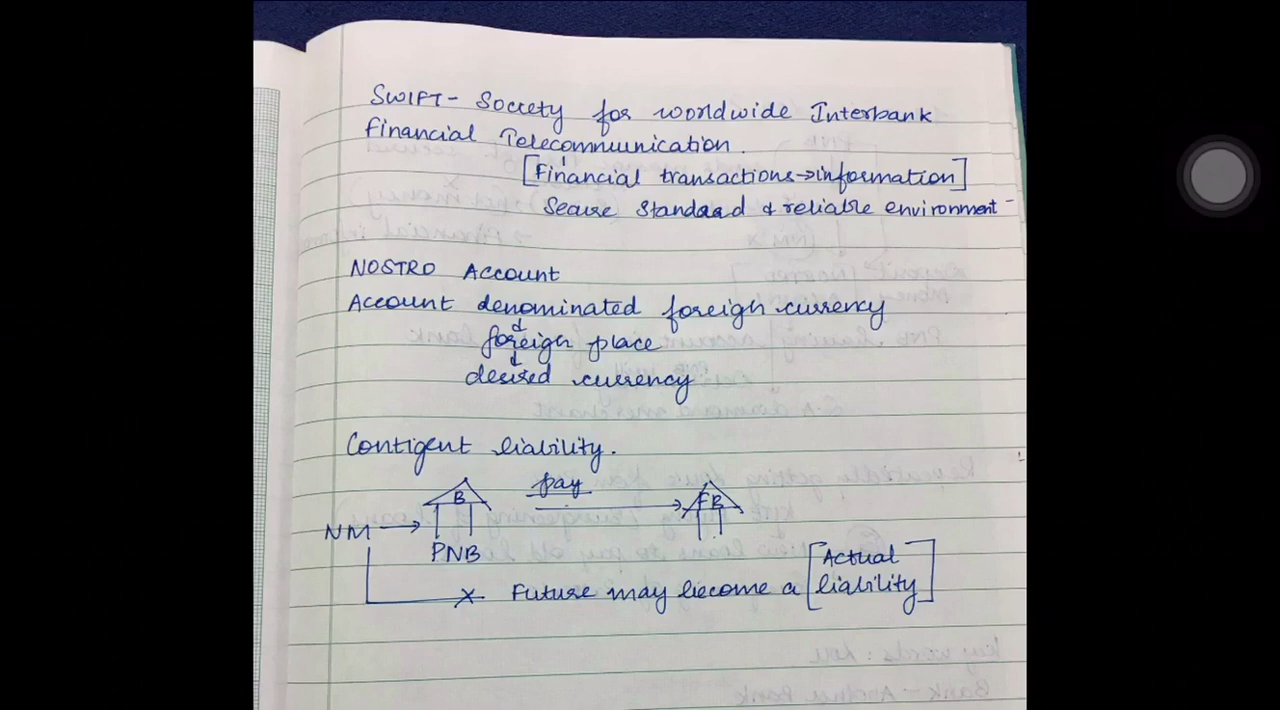 SWIFT - Society for worldwide Interbank
Financial Telecommunication.
[Financial transactions→information]
Secure standard & reliable environment -
NOSTRO Account
Account denominated foreign currency
foreign place
desired currency
Contigent liability.
B pay FB
NM → PNB
[Actual
x Future may become a liability]